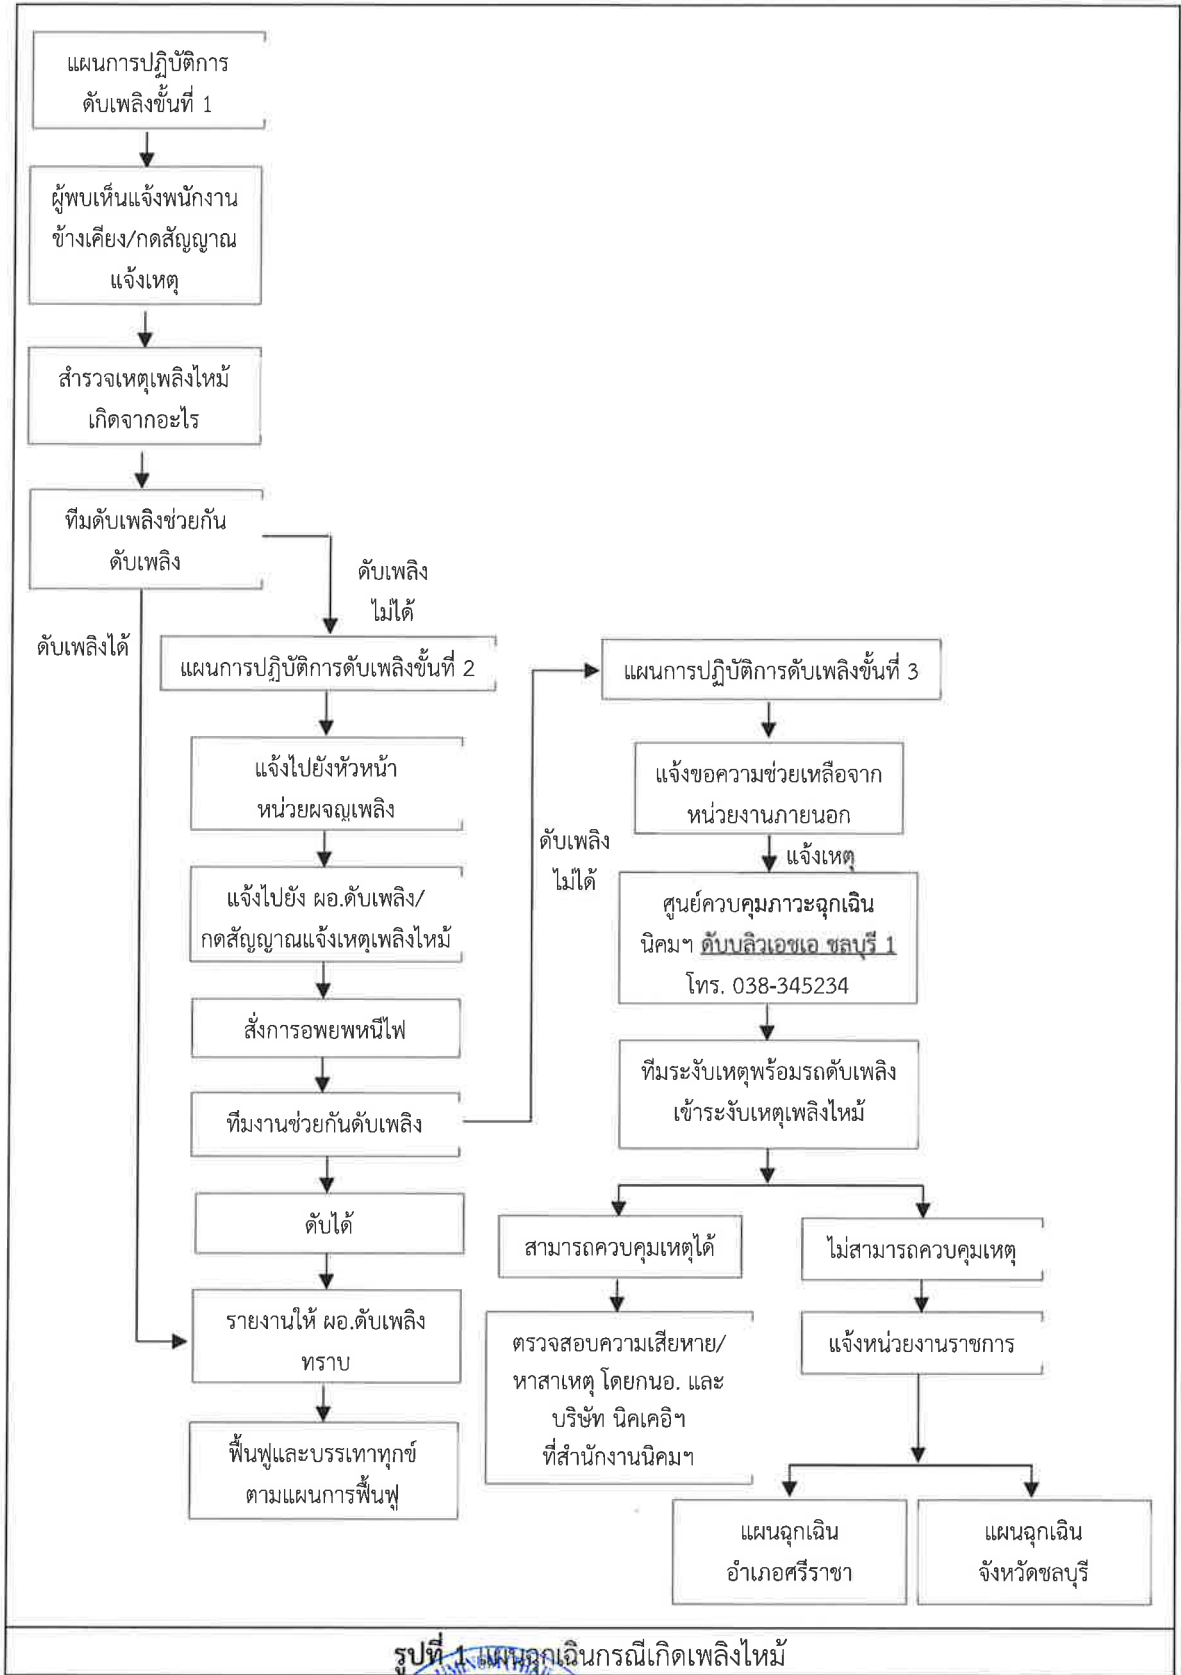 แผนการปฏิบัติการ
ดับเพลิงขั้นที่ 1
ผู้พบเห็นแจ้งพนักงาน
ข้างเคียง/กดสัญญาณ
แจ้งเหตุ
สำรวจเหตุเพลิงไหม้
เกิดจากอะไร
ทีมดับเพลิงช่วยกัน
ดับเพลิง
ดับเพลิง
ไม่ได้
ดับเพลิงได้
แผนการปฏิบัติการดับเพลิงขั้นที่ 2
แจ้งไปยังหัวหน้า
หน่วยผจญเพลิง
แจ้งไปยัง ผอ.ดับเพลิง/
กดสัญญาณแจ้งเหตุเพลิงไหม้
สั่งการอพยพหนีไฟ
ทีมงานช่วยกันดับเพลิง
ดับได้
รายงานให้ ผอ.ดับเพลิง
ทราบ
ฟื้นฟูและบรรเทาทุกข์
ตามแผนการฟื้นฟู
ดับเพลิง
ไม่ได้
แผนการปฏิบัติการดับเพลิงขั้นที่ 3
แจ้งขอความช่วยเหลือจาก
หน่วยงานภายนอก
แจ้งเหตุ
ศูนย์ควบคุมภาวะฉุกเฉิน
นิคมฯ ดับบลิวเอชเอ ชลบุรี 1
โทร. 038-345234
ทีมระงับเหตุพร้อมรถดับเพลิง
เข้าระงับเหตุเพลิงไหม้
สามารถควบคุมเหตุได้
ตรวจสอบความเสียหาย/
หาสาเหตุ โดยกนอ. และ
บริษัท นิคเคอิฯ
ที่สำนักงานนิคมฯ
ไม่สามารถควบคุมเหตุ
แจ้งหน่วยงานราชการ
แผนฉุกเฉิน
อำเภอศรีราชา
แผนฉุกเฉิน
จังหวัดชลบุรี
รูปที่ 1 แผนฉุกเฉินกรณีเกิดเพลิงไหม้